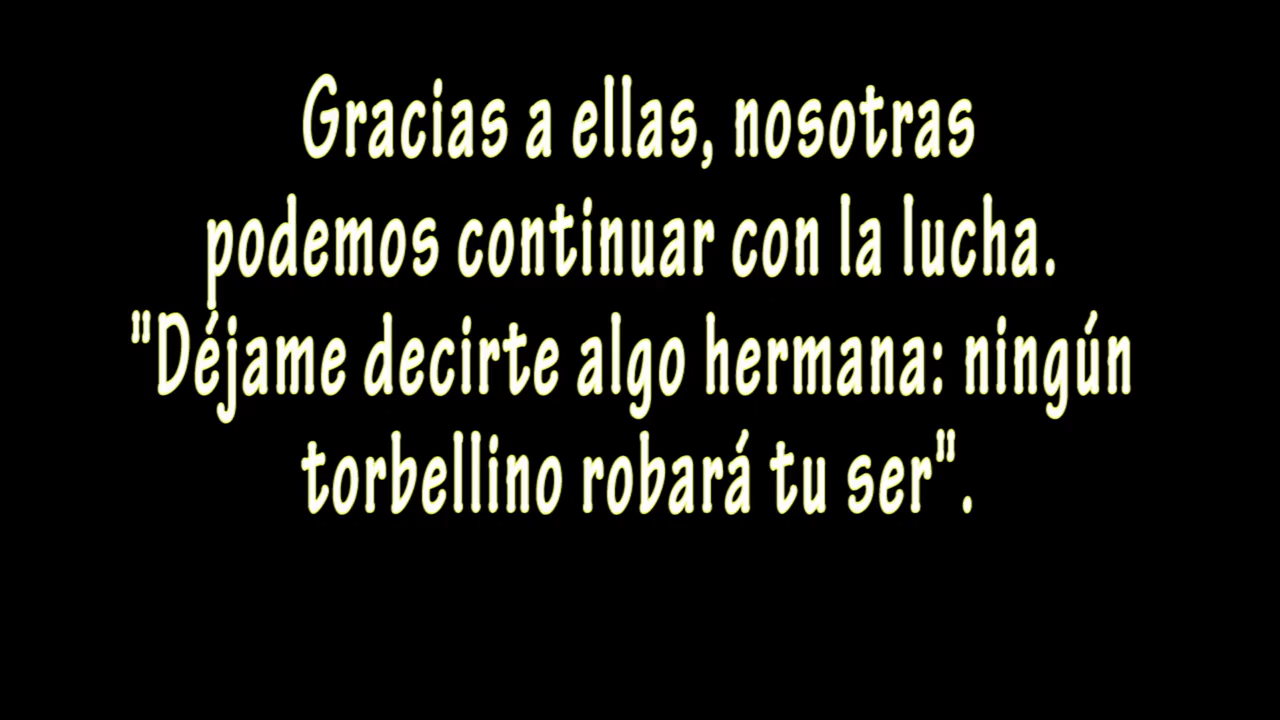 Gracias a ellas, nosotras
podemos continuar con la lucha.
"Déjame decirte algo hermana: ningún
torbellino robará tu ser".